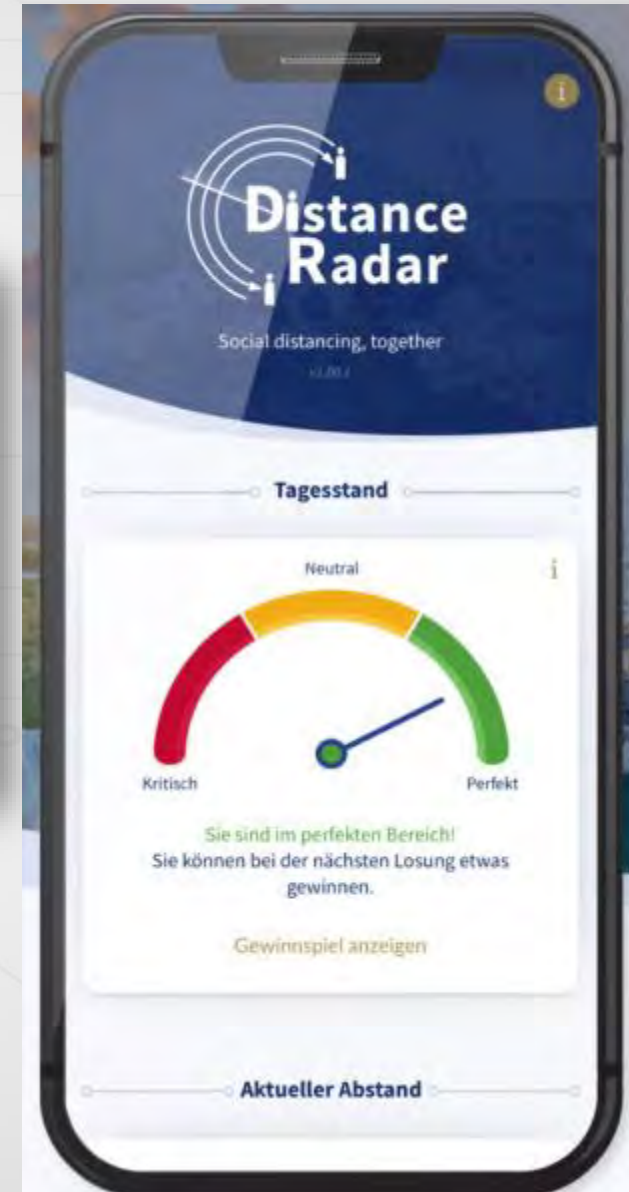 i
Distance
Radar
Social distancing, together
Tagesstand
Neutral
i
Kritisch
Perfekt
Sie sind im perfekten Bereich!
Sie können bei der nächsten Losung etwas
gewinnen.
Gewinnspiel anzeigen
Aktueller Abstand